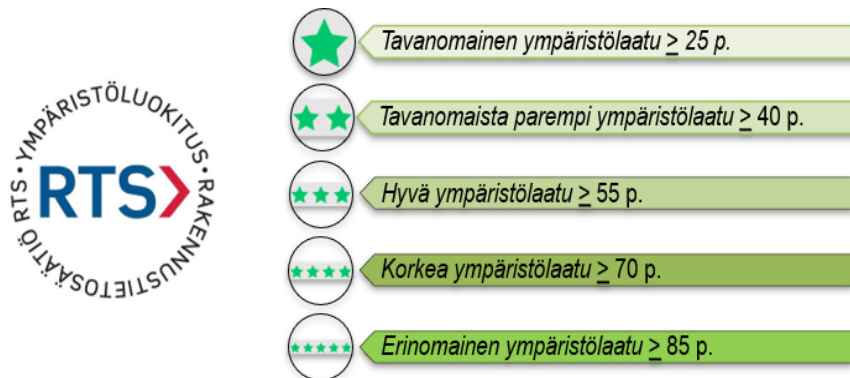 YMPÄRISTÖLUOKITUS • RAKENNUSTIETOSÄÄTIÖ RTS •
RTS
Tavanomainen ympäristölaatu ≥ 25 p.
Tavanomaista parempi ympäristölaatu ≥ 40 p.
Hyvä ympäristölaatu ≥ 55 p.
Korkea ympäristölaatu ≥ 70 p.
Erinomainen ympäristölaatu ≥ 85 p.